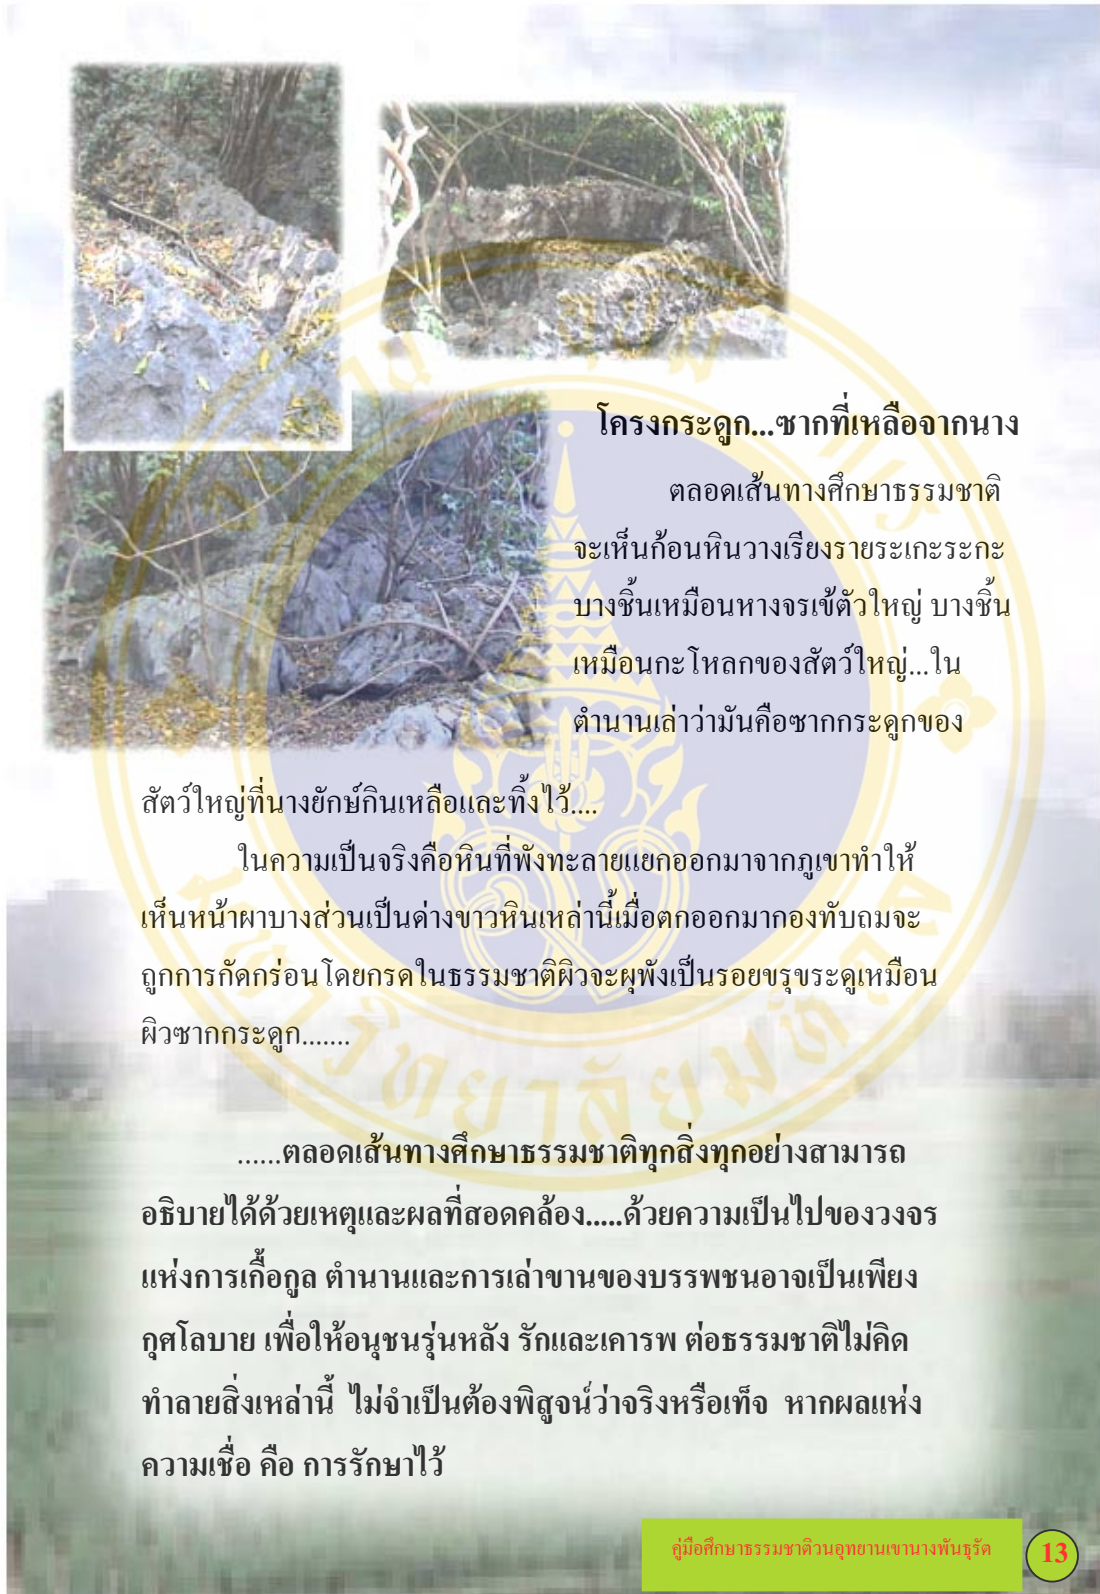 โครงกระดูก...ซากที่เหลือจากนาง
ตลอดเส้นทางศึกษาธรรมชาติ
จะเห็นก้อนหินวางเรียงรายระเกะระกะ
บางชิ้นเหมือนหางจรเข้ตัวใหญ่ บางชิ้น
เหมือนกะโหลกของสัตว์ใหญ่...ใน
ตำนานเล่าว่ามันคือซากกระดูกของ
สัตว์ใหญ่ที่นางยักษ์กินเหลือและทิ้งไว้....
ในความเป็นจริงคือหินที่พังทะลายแยกออกมาจากภูเขาทำให้
เห็นหน้าผาบางส่วนเป็นด่างขาวหินเหล่านี้เมื่อตกออกมากองทับถมจะ
ถูกการกัดกร่อนโดยกรดในธรรมชาติผิวจะผุพังเป็นรอยขรุขระดูเหมือน
ผิวซากกระดูก.......
......ตลอดเส้นทางศึกษาธรรมชาติทุกสิ่งทุกอย่างสามารถ
อธิบายได้ด้วยเหตุและผลที่สอดคล้อง.....ด้วยความเป็นไปของวงจร
แห่งการเกื้อกูล ตำนานและการเล่าขานของบรรพชนอาจเป็นเพียง
กุศโลบาย เพื่อให้อนุชนรุ่นหลัง รักและเคารพ ต่อธรรมชาติไม่คิด
ทำลายสิ่งเหล่านี้ ไม่จำเป็นต้องพิสูจน์ว่าจริงหรือเท็จ หากผลแห่ง
ความเชื่อ คือ การรักษาไว้
คู่มือศึกษาธรรมชาติวนอุทยานเขานางพันธุรัต
13